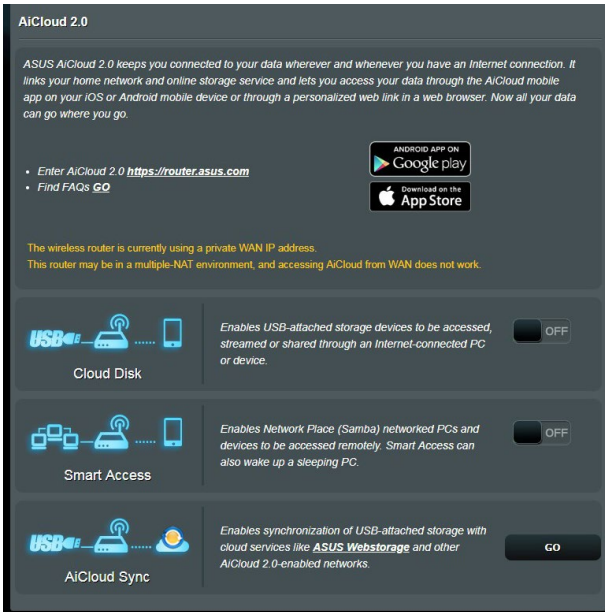 AiCloud 2.0
ASUS AiCloud 2.0 keeps you connected to your data wherever and whenever you have an Internet connection. It
links your home network and online storage service and lets you access your data through the AiCloud mobile
app on your iOS or Android mobile device or through a personalized web link in a web browser. Now all your data
can go where you go.
ANDROID APP ON
Google play
• Enter AiCloud 2.0 https://router.asus.com
• Find FAQs GO
Download on the
App Store
The wireless router is currently using a private WAN IP address.
This router may be in a multiple-NAT environment, and accessing AiCloud from WAN does not work.
USB
Cloud Disk
Enables USB-attached storage devices to be accessed,
streamed or shared through an Internet-connected PC
or device.
OFF
Smart Access
Enables Network Place (Samba) networked PCs and
devices to be accessed remotely. Smart Access can
also wake up a sleeping PC.
OFF
USB
AiCloud Sync
Enables synchronization of USB-attached storage with
cloud services like ASUS Webstorage and other
AiCloud 2.0-enabled networks.
GO